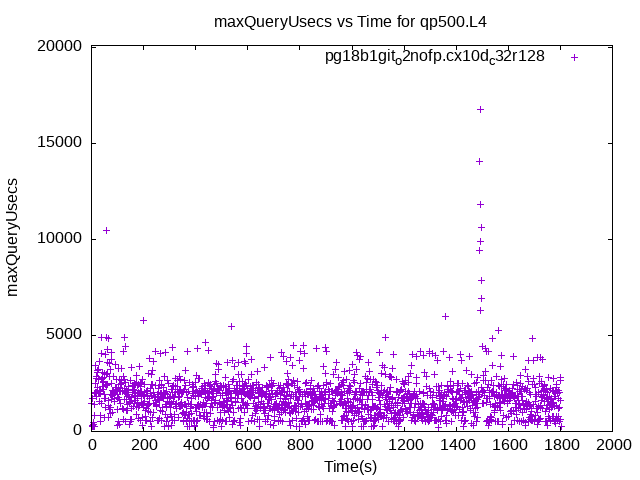 maxQueryUsecs vs Time for qp500.L4
pg18b1git_o2nofp.cx10d_c32r128
20000
15000
10000
5000
0
maxQueryUsecs
0 200 400 600 800 1000 1200 1400 1600 1800 2000
Time(s)